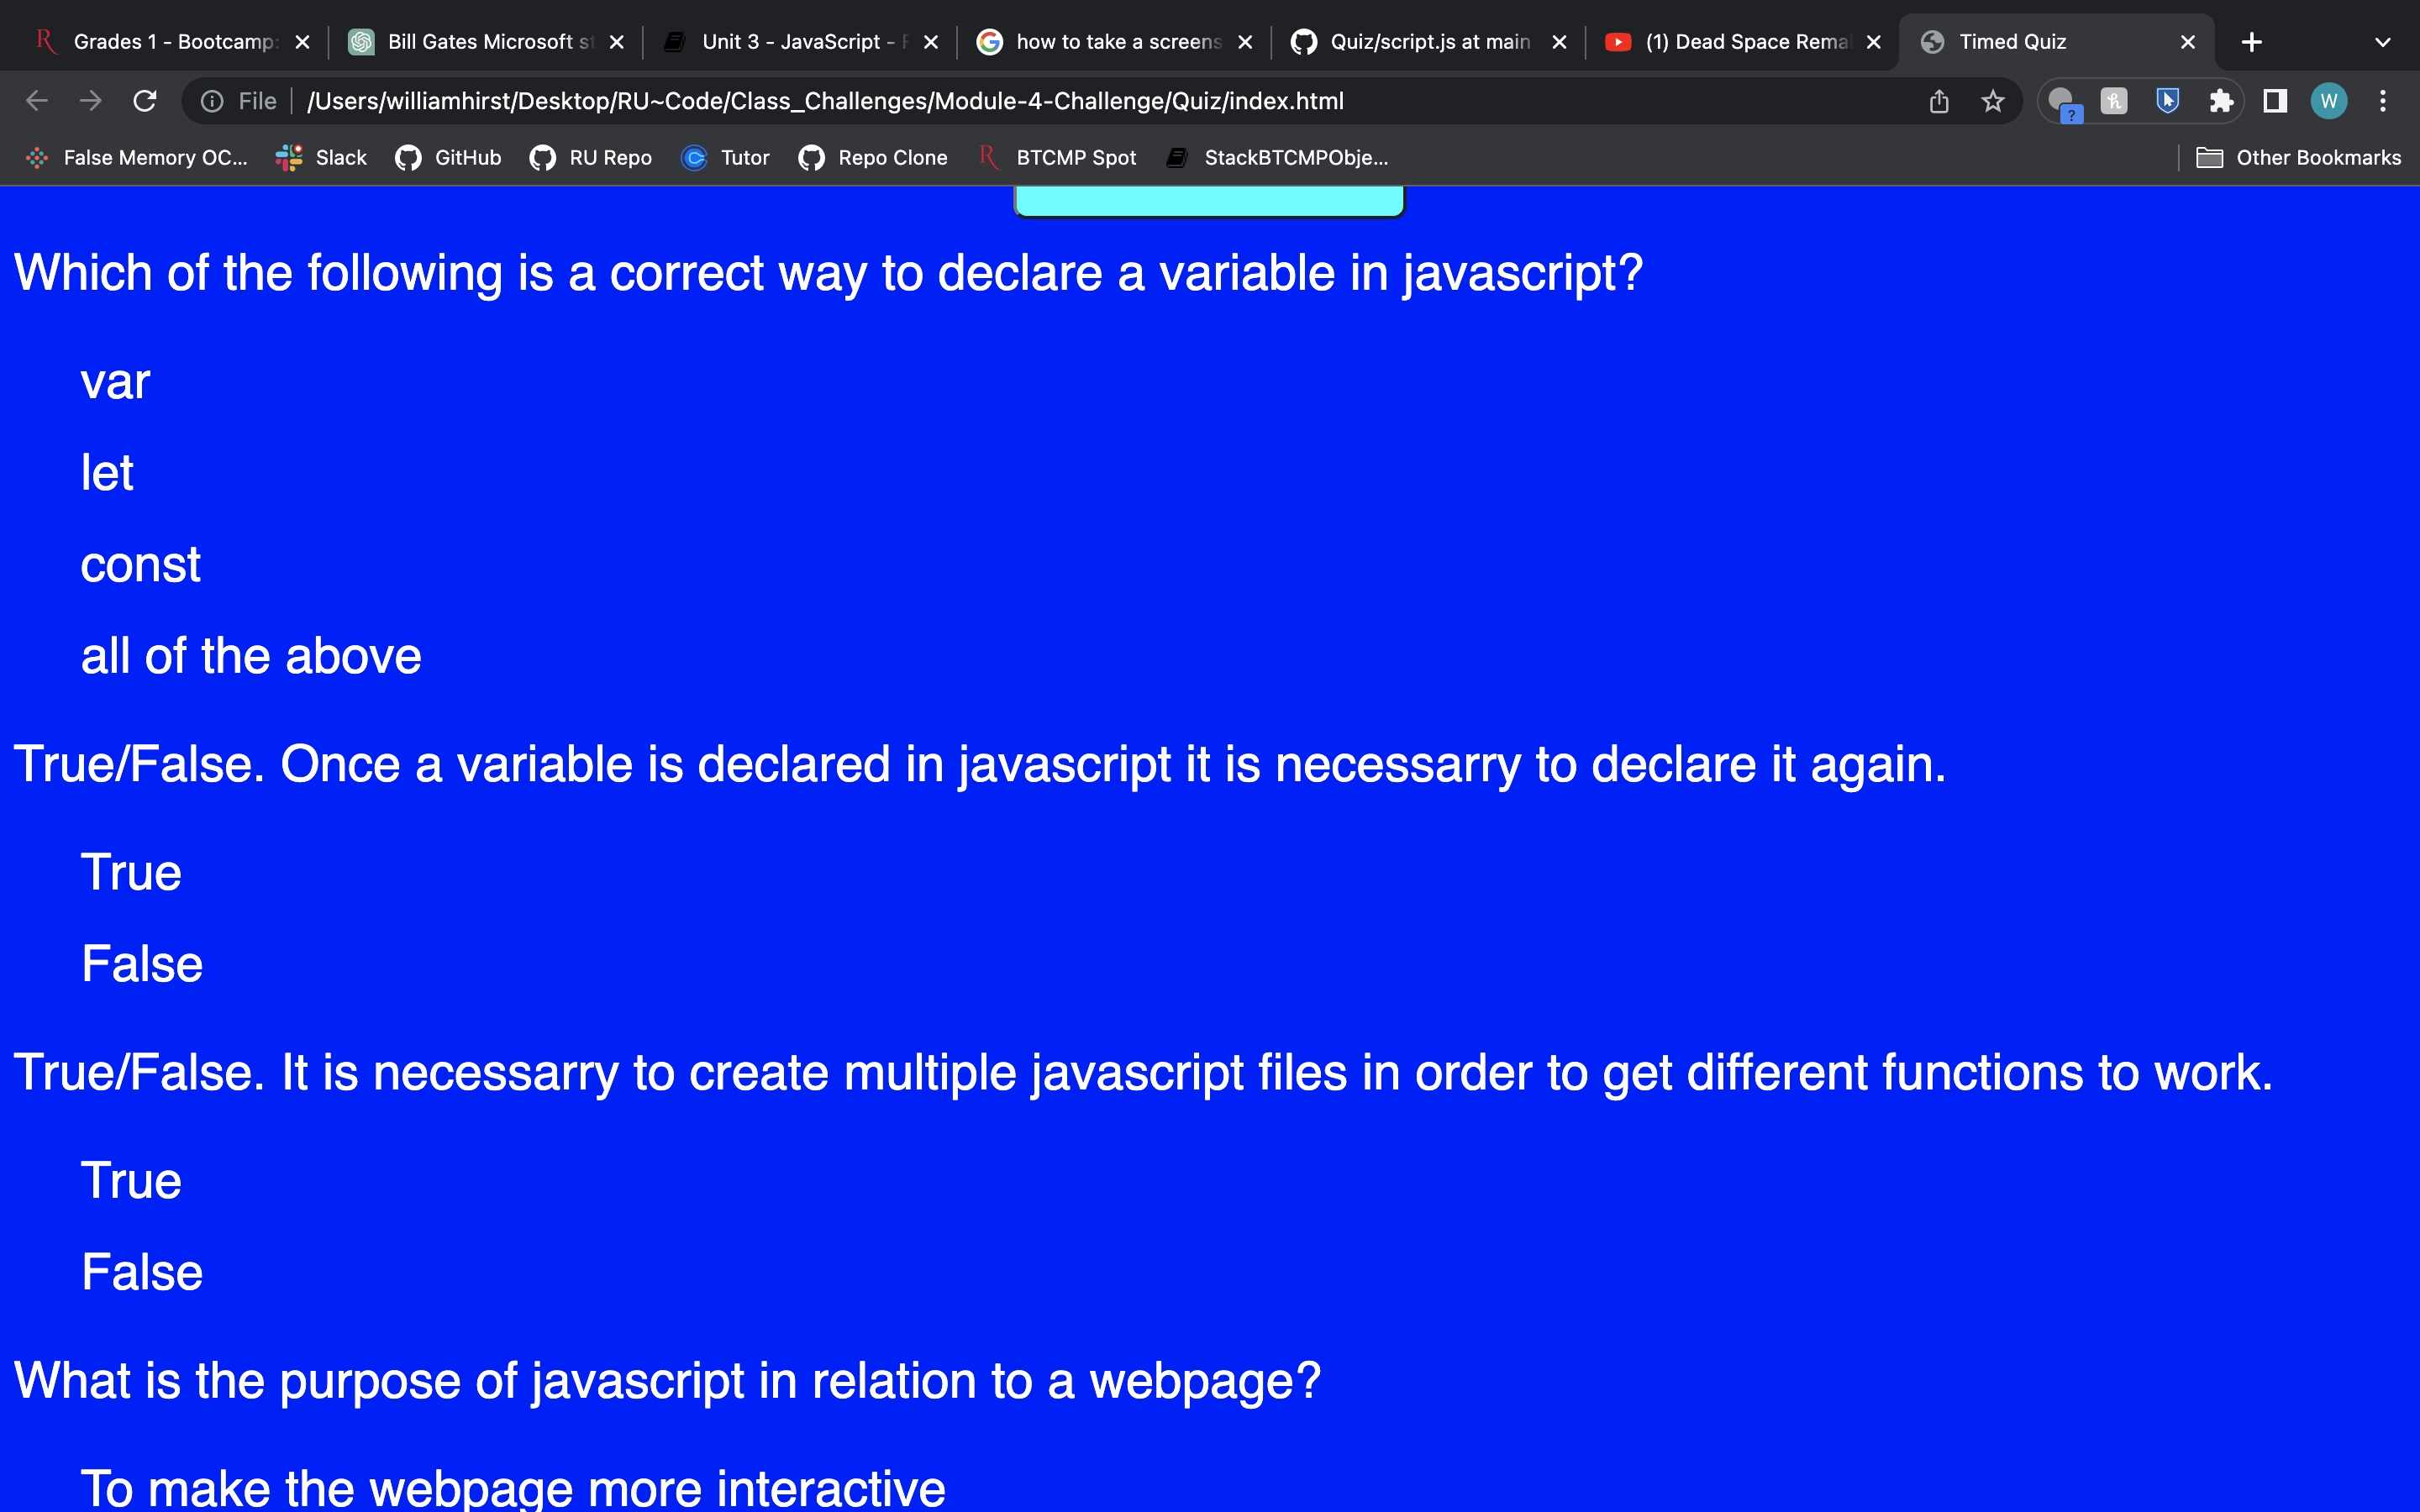 Grades 1 - Bootcamp: Bill Gates Microsoft st Unit 3 - JavaScript - how to take a screens Quiz/script.js at main (1) Dead Space Rema Timed Quiz
File /Users/williamhirst/Desktop/RU~Code/Class_Challenges/Module-4-Challenge/Quiz/index.html ? W
False Memory OC... Slack GitHub RU Repo Tutor Repo Clone BTCMP Spot StackBTCMPObje... Other Bookmarks
Which of the following is a correct way to declare a variable in javascript?
var
let
const
all of the above
True/False. Once a variable is declared in javascript it is necessarry to declare it again.
True
False
True/False. It is necessarry to create multiple javascript files in order to get different functions to work.
True
False
What is the purpose of javascript in relation to a webpage?
To make the webpage more interactive